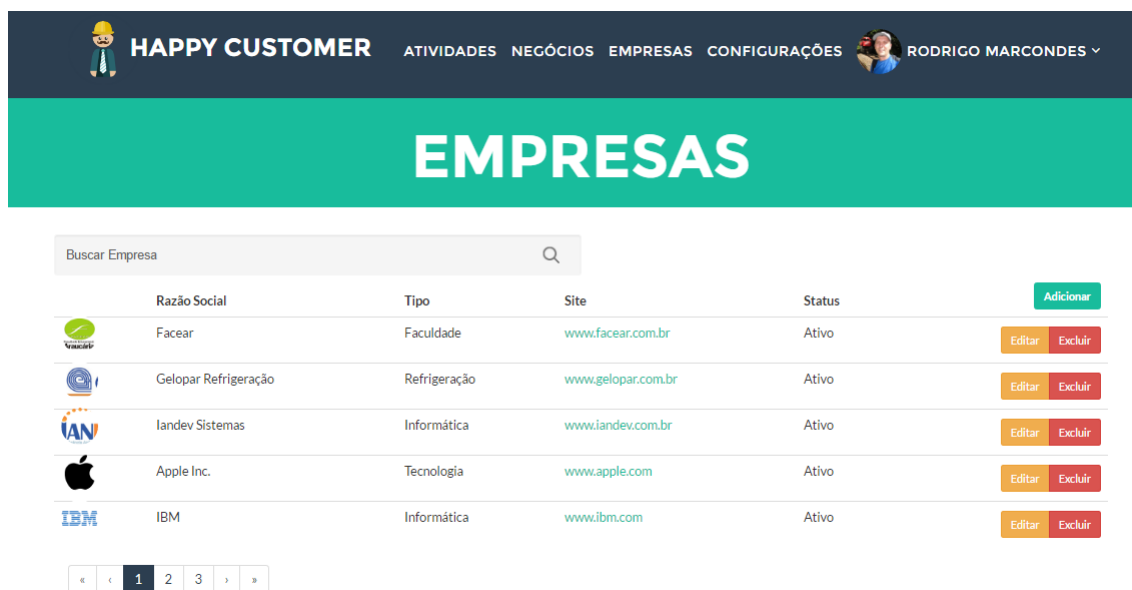 HAPPY CUSTOMER ATIVIDADES NEGÓCIOS EMPRESAS CONFIGURAÇÕES RODRIGO MARCONDES
EMPRESAS
Buscar Empresa
Razão Social Tipo Site Status Adicionar
Facear Faculdade www.facear.com.br Ativo Editar Excluir
Gelopar Refrigeração Refrigeração www.gelopar.com.br Ativo Editar Excluir
IAN Iandev Sistemas Informática www.iandev.com.br Ativo Editar Excluir
Apple Inc. Tecnologia www.apple.com Ativo Editar Excluir
IBM IBM Informática www.ibm.com Ativo Editar Excluir
« ‹ 1 2 3 › »